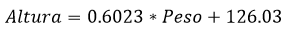 Altura = 0.6023 * Peso + 126.03